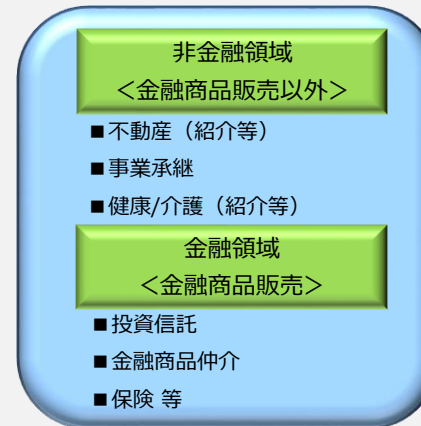 非金融領域
＜金融商品販売以外＞
■不動産（紹介等）
■事業承継
■健康/介護（紹介等）
金融領域
＜金融商品販売＞
■投資信託
■金融商品仲介
■保険 等